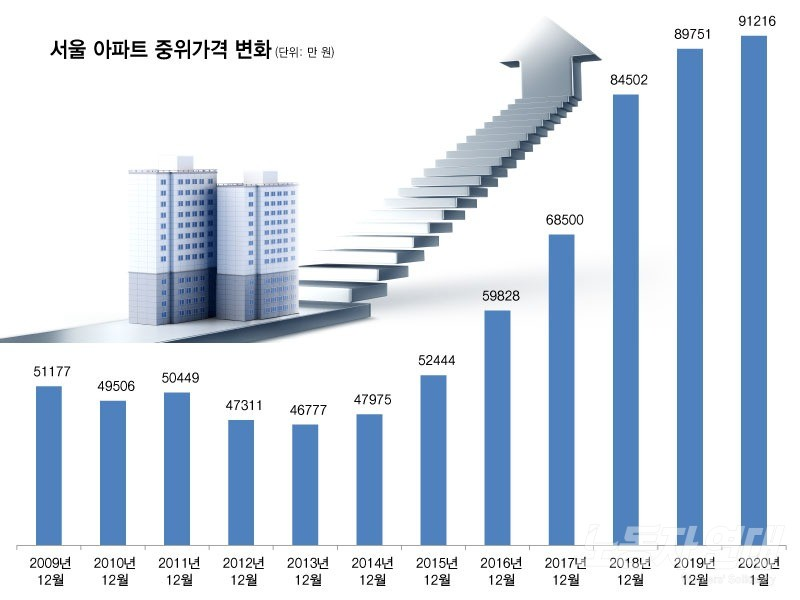 서울 아파트 중위가격 변화 (단위: 만 원)
51177
49506
50449
47311
46777
47975
52444
59828
68500
84502
89751
91216
2009년 12월
2010년 12월
2011년 12월
2012년 12월
2013년 12월
2014년 12월
2015년 12월
2016년 12월
2017년 12월
2018년 12월
2019년 12월
2020년 1월
노동자 연대